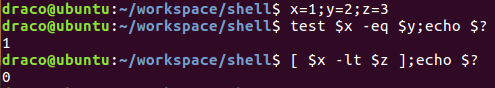 draco@ubuntu:~/workspace/shell$ x=1;y=2;z=3
draco@ubuntu:~/workspace/shell$ test $x -eq $y;echo $?
1
draco@ubuntu:~/workspace/shell$ [ $x -lt $z ];echo $?
0